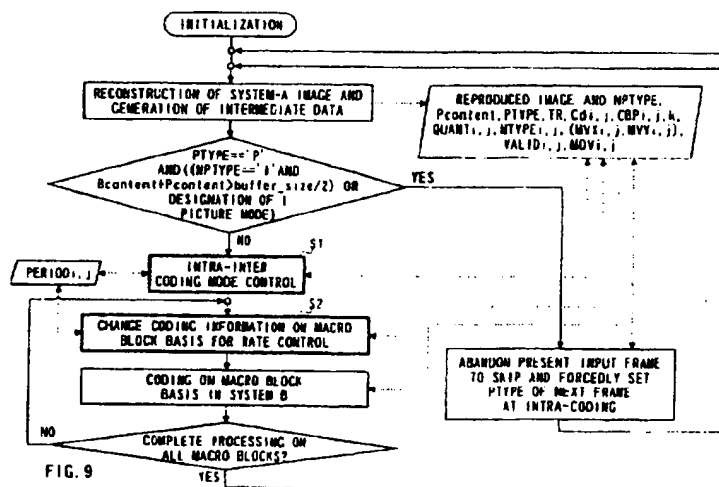 INITIALIZATION
RECONSTRUCTION OF SYSTEM-A IMAGE AND
GENERATION OF INTERMEDIATE DATA
REPRODUCED IMAGE AND NPTYPE,
Pcontent, PTYPE, TR, Cdi, j, CBPi, j, k,
QUANTi, j, MTYPEi, j, (MVXi, j, MVYi, j),
VALIDi, j, MOVi, j
PTYPE=='P'
AND((NPTYPE=='I'AND
Bcontent+Pcontent>buffer_size/2) OR
DESIGNATION OF I
PICTURE MODE)
YES
NO
S1
PERIODi, j
INTRA-INTER
CODING MODE CONTROL
S2
CHANGE CODING INFORMATION ON MACRO
BLOCK BASIS FOR RATE CONTROL
CODING ON MACRO BLOCK
BASIS IN SYSTEM B
ABANDON PRESENT INPUT FRAME
TO SKIP AND FORCEDLY SET
PTYPE OF NEXT FRAME
AT INTRA-CODING
NO
COMPLETE PROCESSING ON
ALL MACRO BLOCKS?
YES
FIG. 9